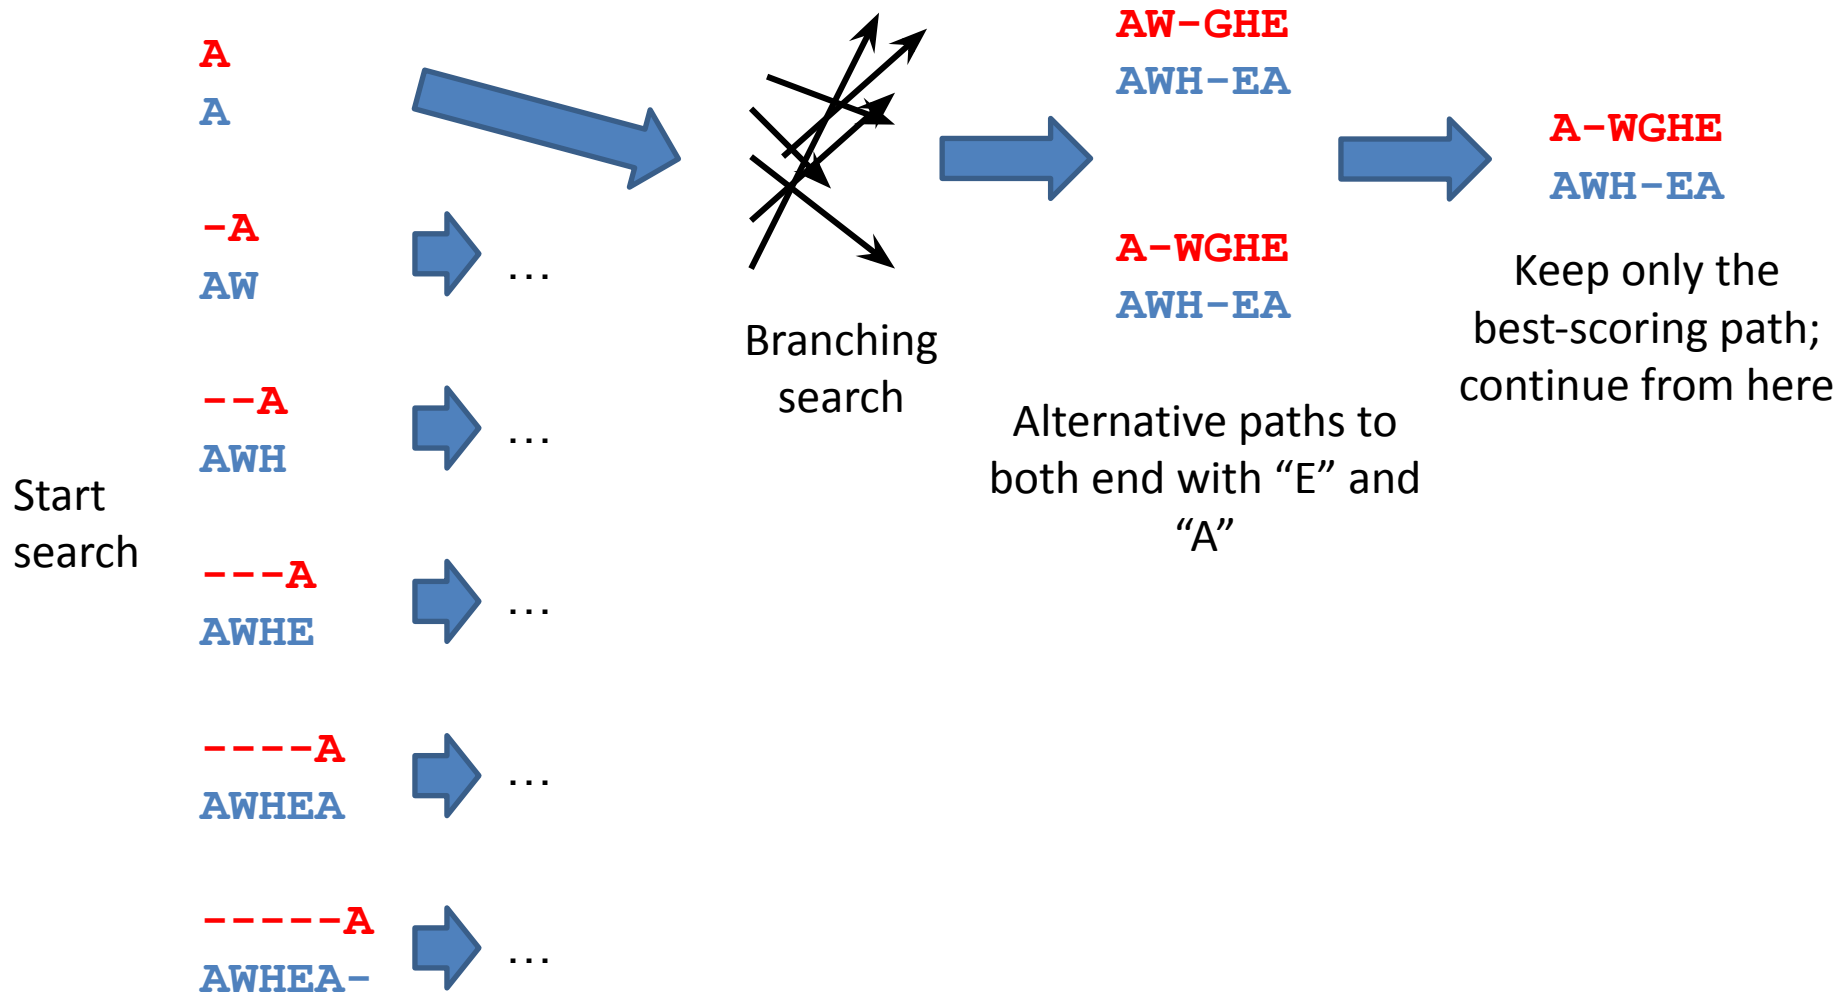 A
A
-A
AW
--A
AWH
Start
search
---A
AWHE
----A
AWHEA
-----A
AWHEA-
...
...
...
...
...
Branching
search
AW-GHE
AWH-EA
A-WGHE
AWH-EA
Alternative paths to
both end with “E” and
“A”
A-WGHE
AWH-EA
Keep only the
best-scoring path;
continue from here